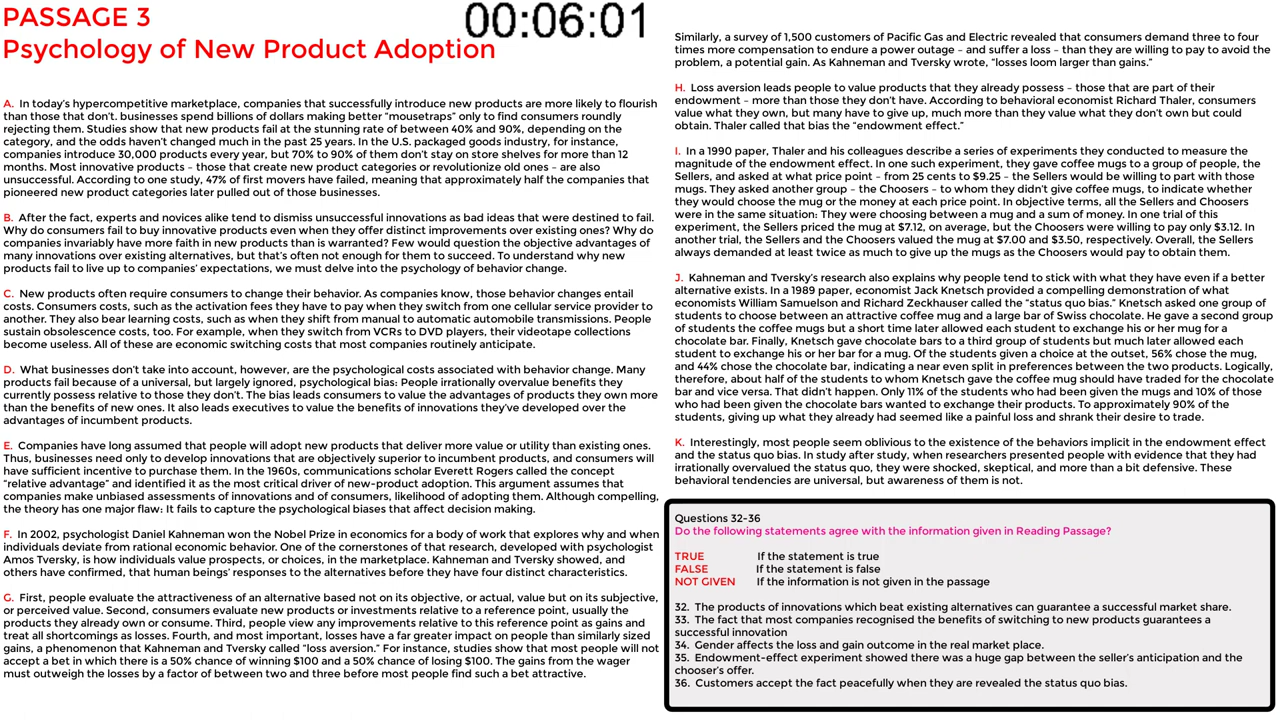 PASSAGE 3
00:06:01
Psychology of New Product Adoption
A. In today's hypercompetitive marketplace, companies that successfully introduce new products are more likely to flourish
than those that don't. businesses spend billions of dollars making better "mousetraps" only to find consumers roundly
rejecting them. Studies show that new products fail at the stunning rate of between 40% and 90%, depending on the
category, and the odds haven't changed much in the past 25 years. In the U.S. packaged goods industry, for instance,
companies introduce 30,000 products every year, but 70% to 90% of them don't stay on store shelves for more than 12
months. Most innovative products – those that create new product categories or revolutionize old ones – are also
unsuccessful. According to one study, 47% of first movers have failed, meaning that approximately half the companies that
pioneered new product categories later pulled out of those businesses.
B. After the fact, experts and novices alike tend to dismiss unsuccessful innovations as bad ideas that were destined to fail.
Why do consumers fail to buy innovative products even when they offer distinct improvements over existing ones? Why do
companies invariably have more faith in new products than is warranted? Few would question the objective advantages of
many innovations over existing alternatives, but that's often not enough for them to succeed. To understand why new
products fail to live up to companies' expectations, we must delve into the psychology of behavior change.
C. New products often require consumers to change their behavior. As companies know, those behavior changes entail
costs. Consumers costs, such as the activation fees they have to pay when they switch from one cellular service provider to
another. They also bear learning costs, such as when they shift from manual to automatic automobile transmissions. People
sustain obsolescence costs, too. For example, when they switch from VCRs to DVD players, their videotape collections
become useless. All of these are economic switching costs that most companies routinely anticipate.
D. What businesses don't take into account, however, are the psychological costs associated with behavior change. Many
products fail because of a universal, but largely ignored, psychological bias: People irrationally overvalue benefits they
currently possess relative to those they don't. The bias leads consumers to value the advantages of products they own more
than the benefits of new ones. It also leads executives to value the benefits of innovations they've developed over the
advantages of incumbent products.
E. Companies have long assumed that people will adopt new products that deliver more value or utility than existing ones.
Thus, businesses need only to develop innovations that are objectively superior to incumbent products, and consumers will
have sufficient incentive to purchase them. In the 1960s, communications scholar Everett Rogers called the concept
"relative advantage" and identified it as the most critical driver of new-product adoption. This argument assumes that
companies make unbiased assessments of innovations and of consumers, likelihood of adopting them. Although compelling,
the theory has one major flaw: It fails to capture the psychological biases that affect decision making.
F. In 2002, psychologist Daniel Kahneman won the Nobel Prize in economics for a body of work that explores why and when
individuals deviate from rational economic behavior. One of the cornerstones of that research, developed with psychologist
Amos Tversky, is how individuals value prospects, or choices, in the marketplace. Kahneman and Tversky showed, and
others have confirmed, that human beings' responses to the alternatives before they have four distinct characteristics.
G. First, people evaluate the attractiveness of an alternative based not on its objective, or actual, value but on its subjective,
or perceived value. Second, consumers evaluate new products or investments relative to a reference point, usually the
products they already own or consume. Third, people view any improvements relative to this reference point as gains and
treat all shortcomings as losses. Fourth, and most important, losses have a far greater impact on people than similarly sized
gains, a phenomenon that Kahneman and Tversky called "loss aversion." For instance, studies show that most people will not
accept a bet in which there is a 50% chance of winning $100 and a 50% chance of losing $100. The gains from the wager
must outweigh the losses by a factor of between two and three before most people find such a bet attractive.
Similarly, a survey of 1,500 customers of Pacific Gas and Electric revealed that consumers demand three to four
times more compensation to endure a power outage – and suffer a loss – than they are willing to pay to avoid the
problem, a potential gain. As Kahneman and Tversky wrote, "losses loom larger than gains."
H. Loss aversion leads people to value products that they already possess – those that are part of their
endowment – more than those they don't have. According to behavioral economist Richard Thaler, consumers
value what they own, but many have to give up, much more than they value what they don't own but could
obtain. Thaler called that bias the "endowment effect."
I. In a 1990 paper, Thaler and his colleagues describe a series of experiments they conducted to measure the
magnitude of the endowment effect. In one such experiment, they gave coffee mugs to a group of people, the
Sellers, and asked at what price point – from 25 cents to $9.25 – the Sellers would be willing to part with those
mugs. They asked another group – the Choosers – to whom they didn't give coffee mugs, to indicate whether
they would choose the mug or the money at each price point. In objective terms, all the Sellers and Choosers
were in the same situation: They were choosing between a mug and a sum of money. In one trial of this
experiment, the Sellers priced the mug at $7.12, on average, but the Choosers were willing to pay only $3.12. In
another trial, the Sellers and the Choosers valued the mug at $7.00 and $3.50, respectively. Overall, the Sellers
always demanded at least twice as much to give up the mugs as the Choosers would pay to obtain them.
J. Kahneman and Tversky's research also explains why people tend to stick with what they have even if a better
alternative exists. In a 1989 paper, economist Jack Knetsch provided a compelling demonstration of what
economists William Samuelson and Richard Zeckhauser called the "status quo bias." Knetsch asked one group of
students to choose between an attractive coffee mug and a large bar of Swiss chocolate. He gave a second group
of students the coffee mugs but a short time later allowed each student to exchange his or her mug for a
chocolate bar. Finally, Knetsch gave chocolate bars to a third group of students but much later allowed each
student to exchange his or her bar for a mug. Of the students given a choice at the outset, 56% chose the mug,
and 44% chose the chocolate bar, indicating a near even split in preferences between the two products. Logically,
therefore, about half of the students to whom Knetsch gave the coffee mug should have traded for the chocolate
bar and vice versa. That didn't happen. Only 11% of the students who had been given the mugs and 10% of those
who had been given the chocolate bars wanted to exchange their products. To approximately 90% of the
students, giving up what they already had seemed like a painful loss and shrank their desire to trade.
K. Interestingly, most people seem oblivious to the existence of the behaviors implicit in the endowment effect
and the status quo bias. In study after study, when researchers presented people with evidence that they had
irrationally overvalued the status quo, they were shocked, skeptical, and more than a bit defensive. These
behavioral tendencies are universal, but awareness of them is not.
Questions 32-36
Do the following statements agree with the information given in Reading Passage?
TRUE If the statement is true
FALSE If the statement is false
NOT GIVEN If the information is not given in the passage
32. The products of innovations which beat existing alternatives can guarantee a successful market share.
33. The fact that most companies recognised the benefits of switching to new products guarantees a
successful innovation
34. Gender affects the loss and gain outcome in the real market place.
35. Endowment-effect experiment showed there was a huge gap between the seller's anticipation and the
chooser's offer.
36. Customers accept the fact peacefully when they are revealed the status quo bias.